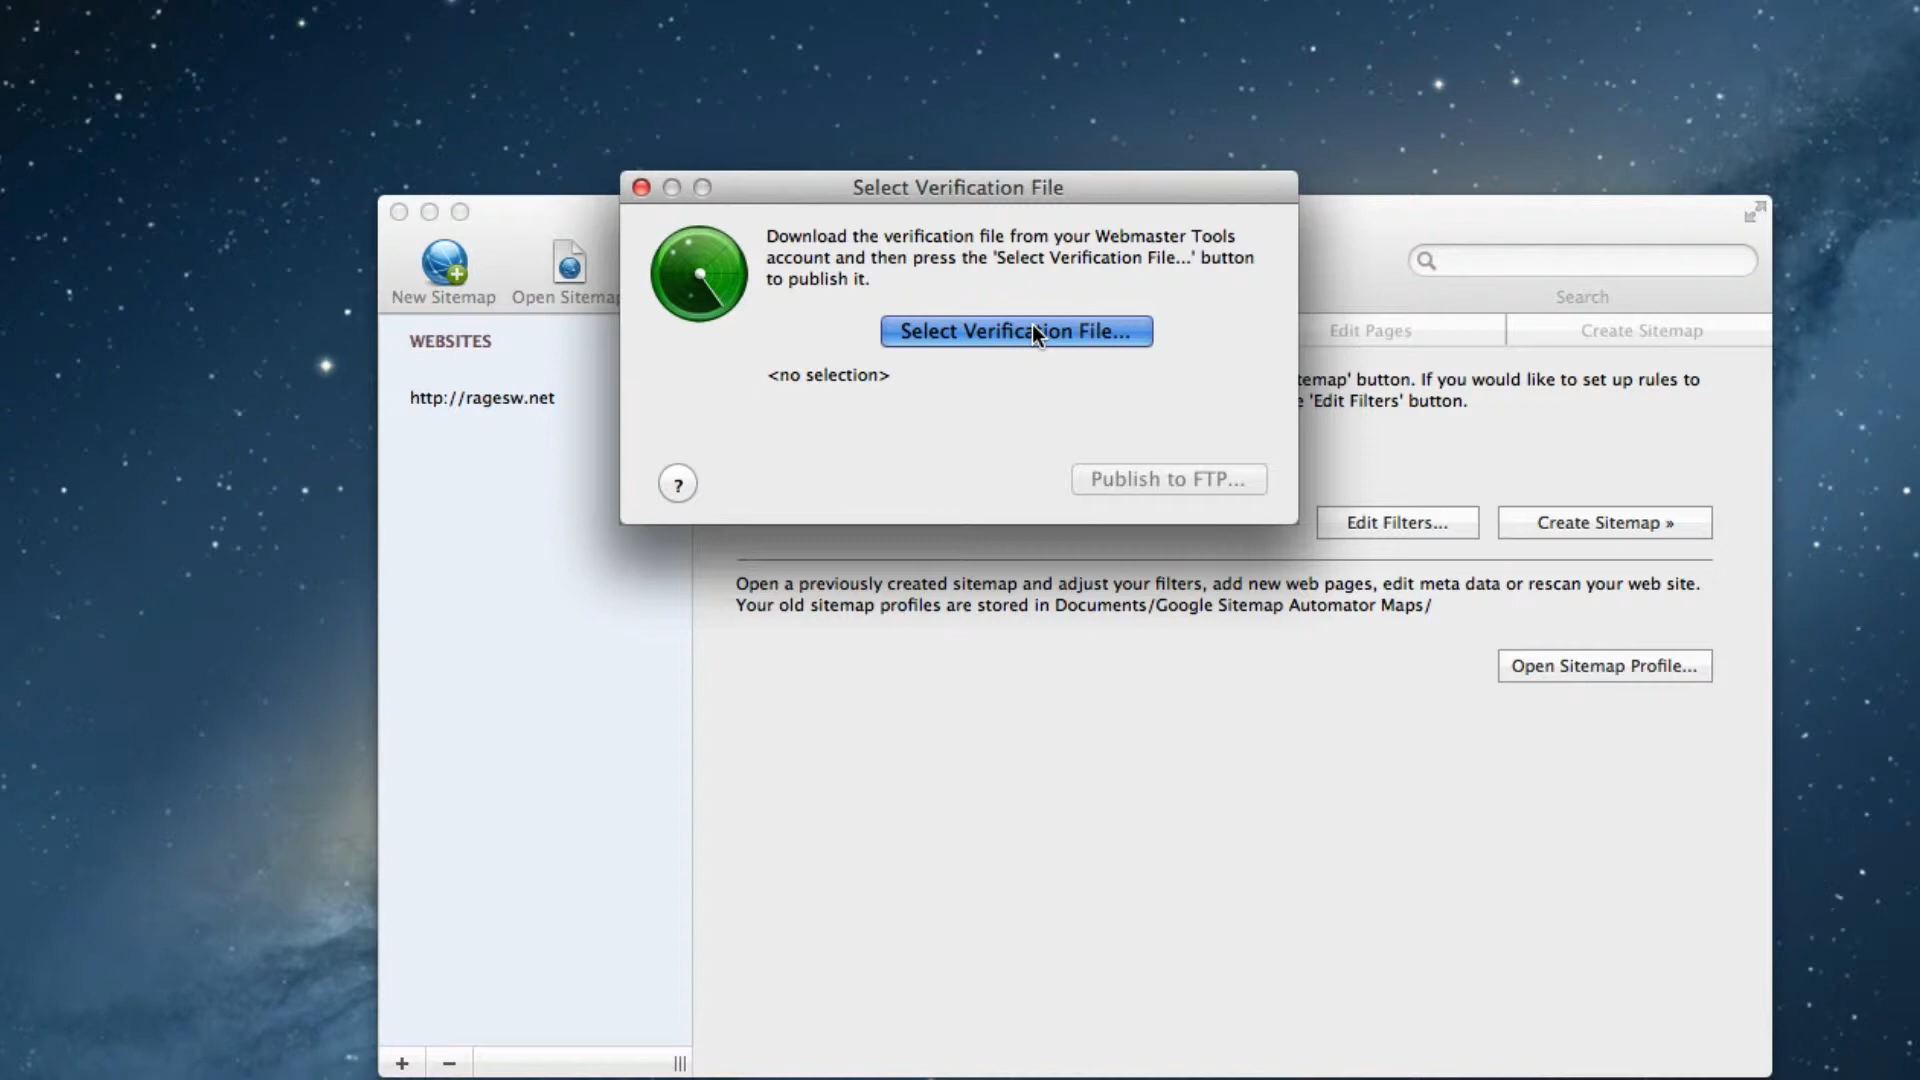 Select Verification File
Download the verification file from your Webmaster Tools
account and then press the 'Select Verification File...' button
to publish it.
Select Verification File...
<no selection>
?
Publish to FTP...
New Sitemap
Open Sitemap
Search
WEBSITES
http://ragesw.net
Edit Pages
Create Sitemap
temap' button. If you would like to set up rules to
'Edit Filters' button.
Edit Filters...
Create Sitemap »
Open a previously created sitemap and adjust your filters, add new web pages, edit meta data or rescan your web site.
Your old sitemap profiles are stored in Documents/Google Sitemap Automator Maps/
Open Sitemap Profile...
+
−